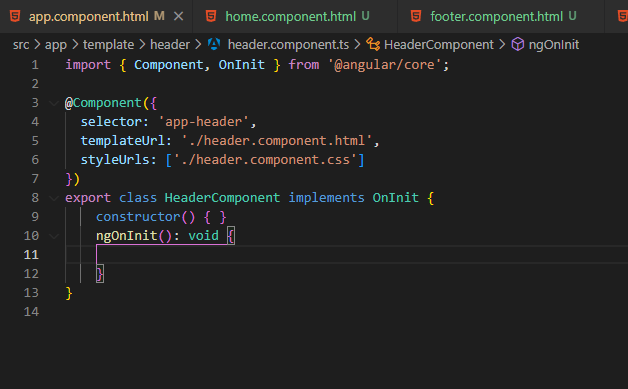 app.component.html M
home.component.html U
footer.component.html U
src > app > template > header > header.component.ts > HeaderComponent > ngOnInit
1 import { Component, OnInit } from '@angular/core';
2
3 @Component({
4 selector: 'app-header',
5 templateUrl: './header.component.html',
6 styleUrls: ['./header.component.css']
7 })
8 export class HeaderComponent implements OnInit {
9 constructor() { }
10 ngOnInit(): void {
11
12 }
13 }
14